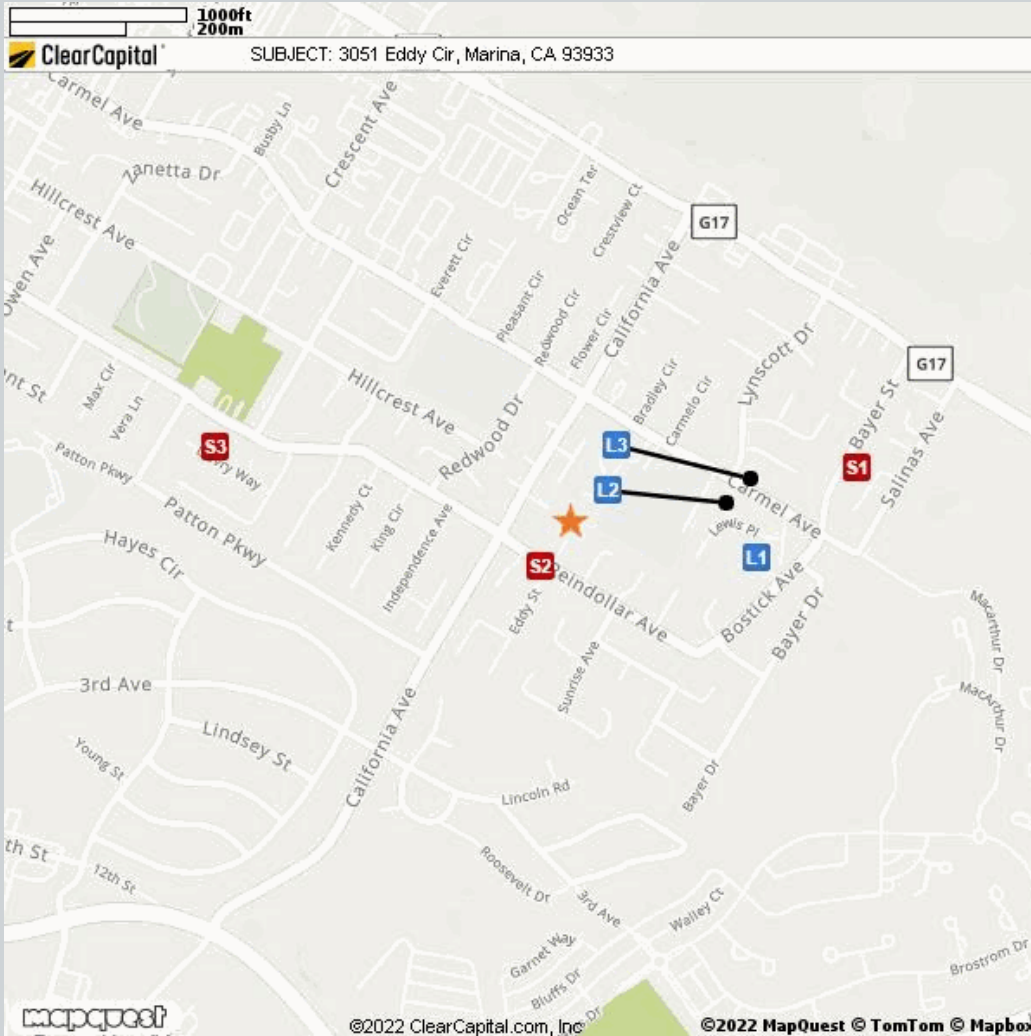 1000ft
200m
ClearCapital
SUBJECT: 3051 Eddy Cir, Marina, CA 93933
Carmel Ave
Busby Ln
Crescent Ave
Zanetta Dr
Ocean Ter
Hillcrest Ave
Crestview Ct
G17
Everett Cir
California Ave
Pleasant Cir
Redwood Cir
Flower Cir
Lynscott Dr
G17
Max Cir
Vera Ln
Hillcrest Ave
Bradley Cir
Carmelo Cir
Bayer St
Salinas Ave
S3
Redwood Dr
L3
S1
Patton Pkwy
L2
Carmel Ave
Patton Pkwy
Kennedy Ct
King Cir
Independence Ave
Lewis Pl
Hayes Cir
S2
L1
Reindollar Ave
Eddy St
Bostick Ave
Bayer Dr
Macarthur Dr
Sunrise Ave
3rd Ave
MacArthur Dr
Lindsey St
California Ave
Young St
Bayer Dr
Lincoln Rd
th St
12th St
Roosevelt Dr
3rd Ave
Walley Ct
Garnet Way
Brostrom Dr
Bluffs Dr
mapquest
©2022 ClearCapital.com, Inc
©2022 MapQuest © TomTom © Mapbo